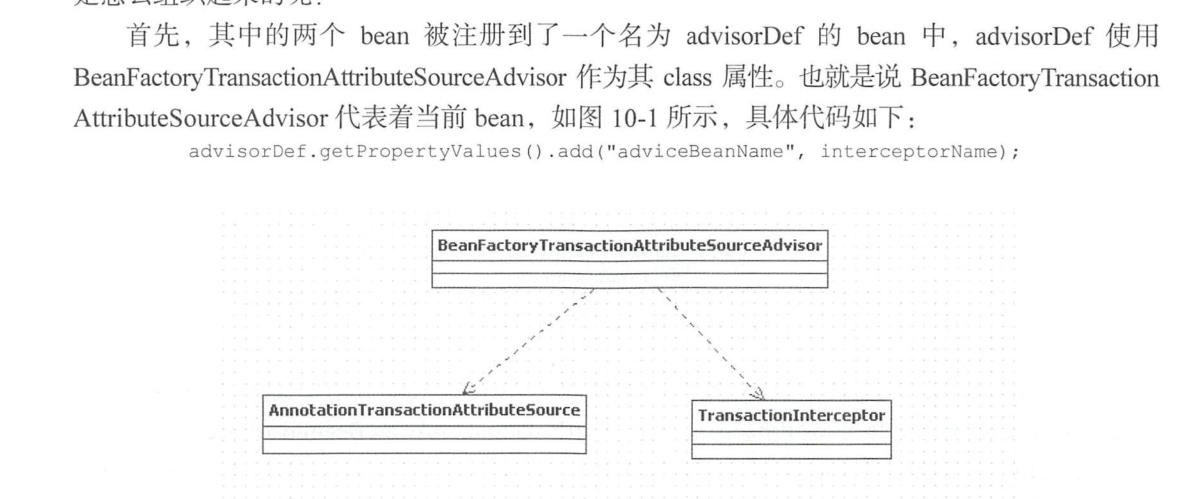 首先，其中的两个 bean 被注册到了一个名为 advisorDef 的 bean 中，advisorDef 使用
BeanFactoryTransactionAttributeSourceAdvisor 作为其 class 属性。也就是说 BeanFactoryTransaction
AttributeSourceAdvisor 代表着当前 bean，如图 10-1 所示，具体代码如下：
advisorDef.getPropertyValues().add("adviceBeanName", interceptorName);
BeanFactoryTransactionAttributeSourceAdvisor
AnnotationTransactionAttributeSource
TransactionInterceptor